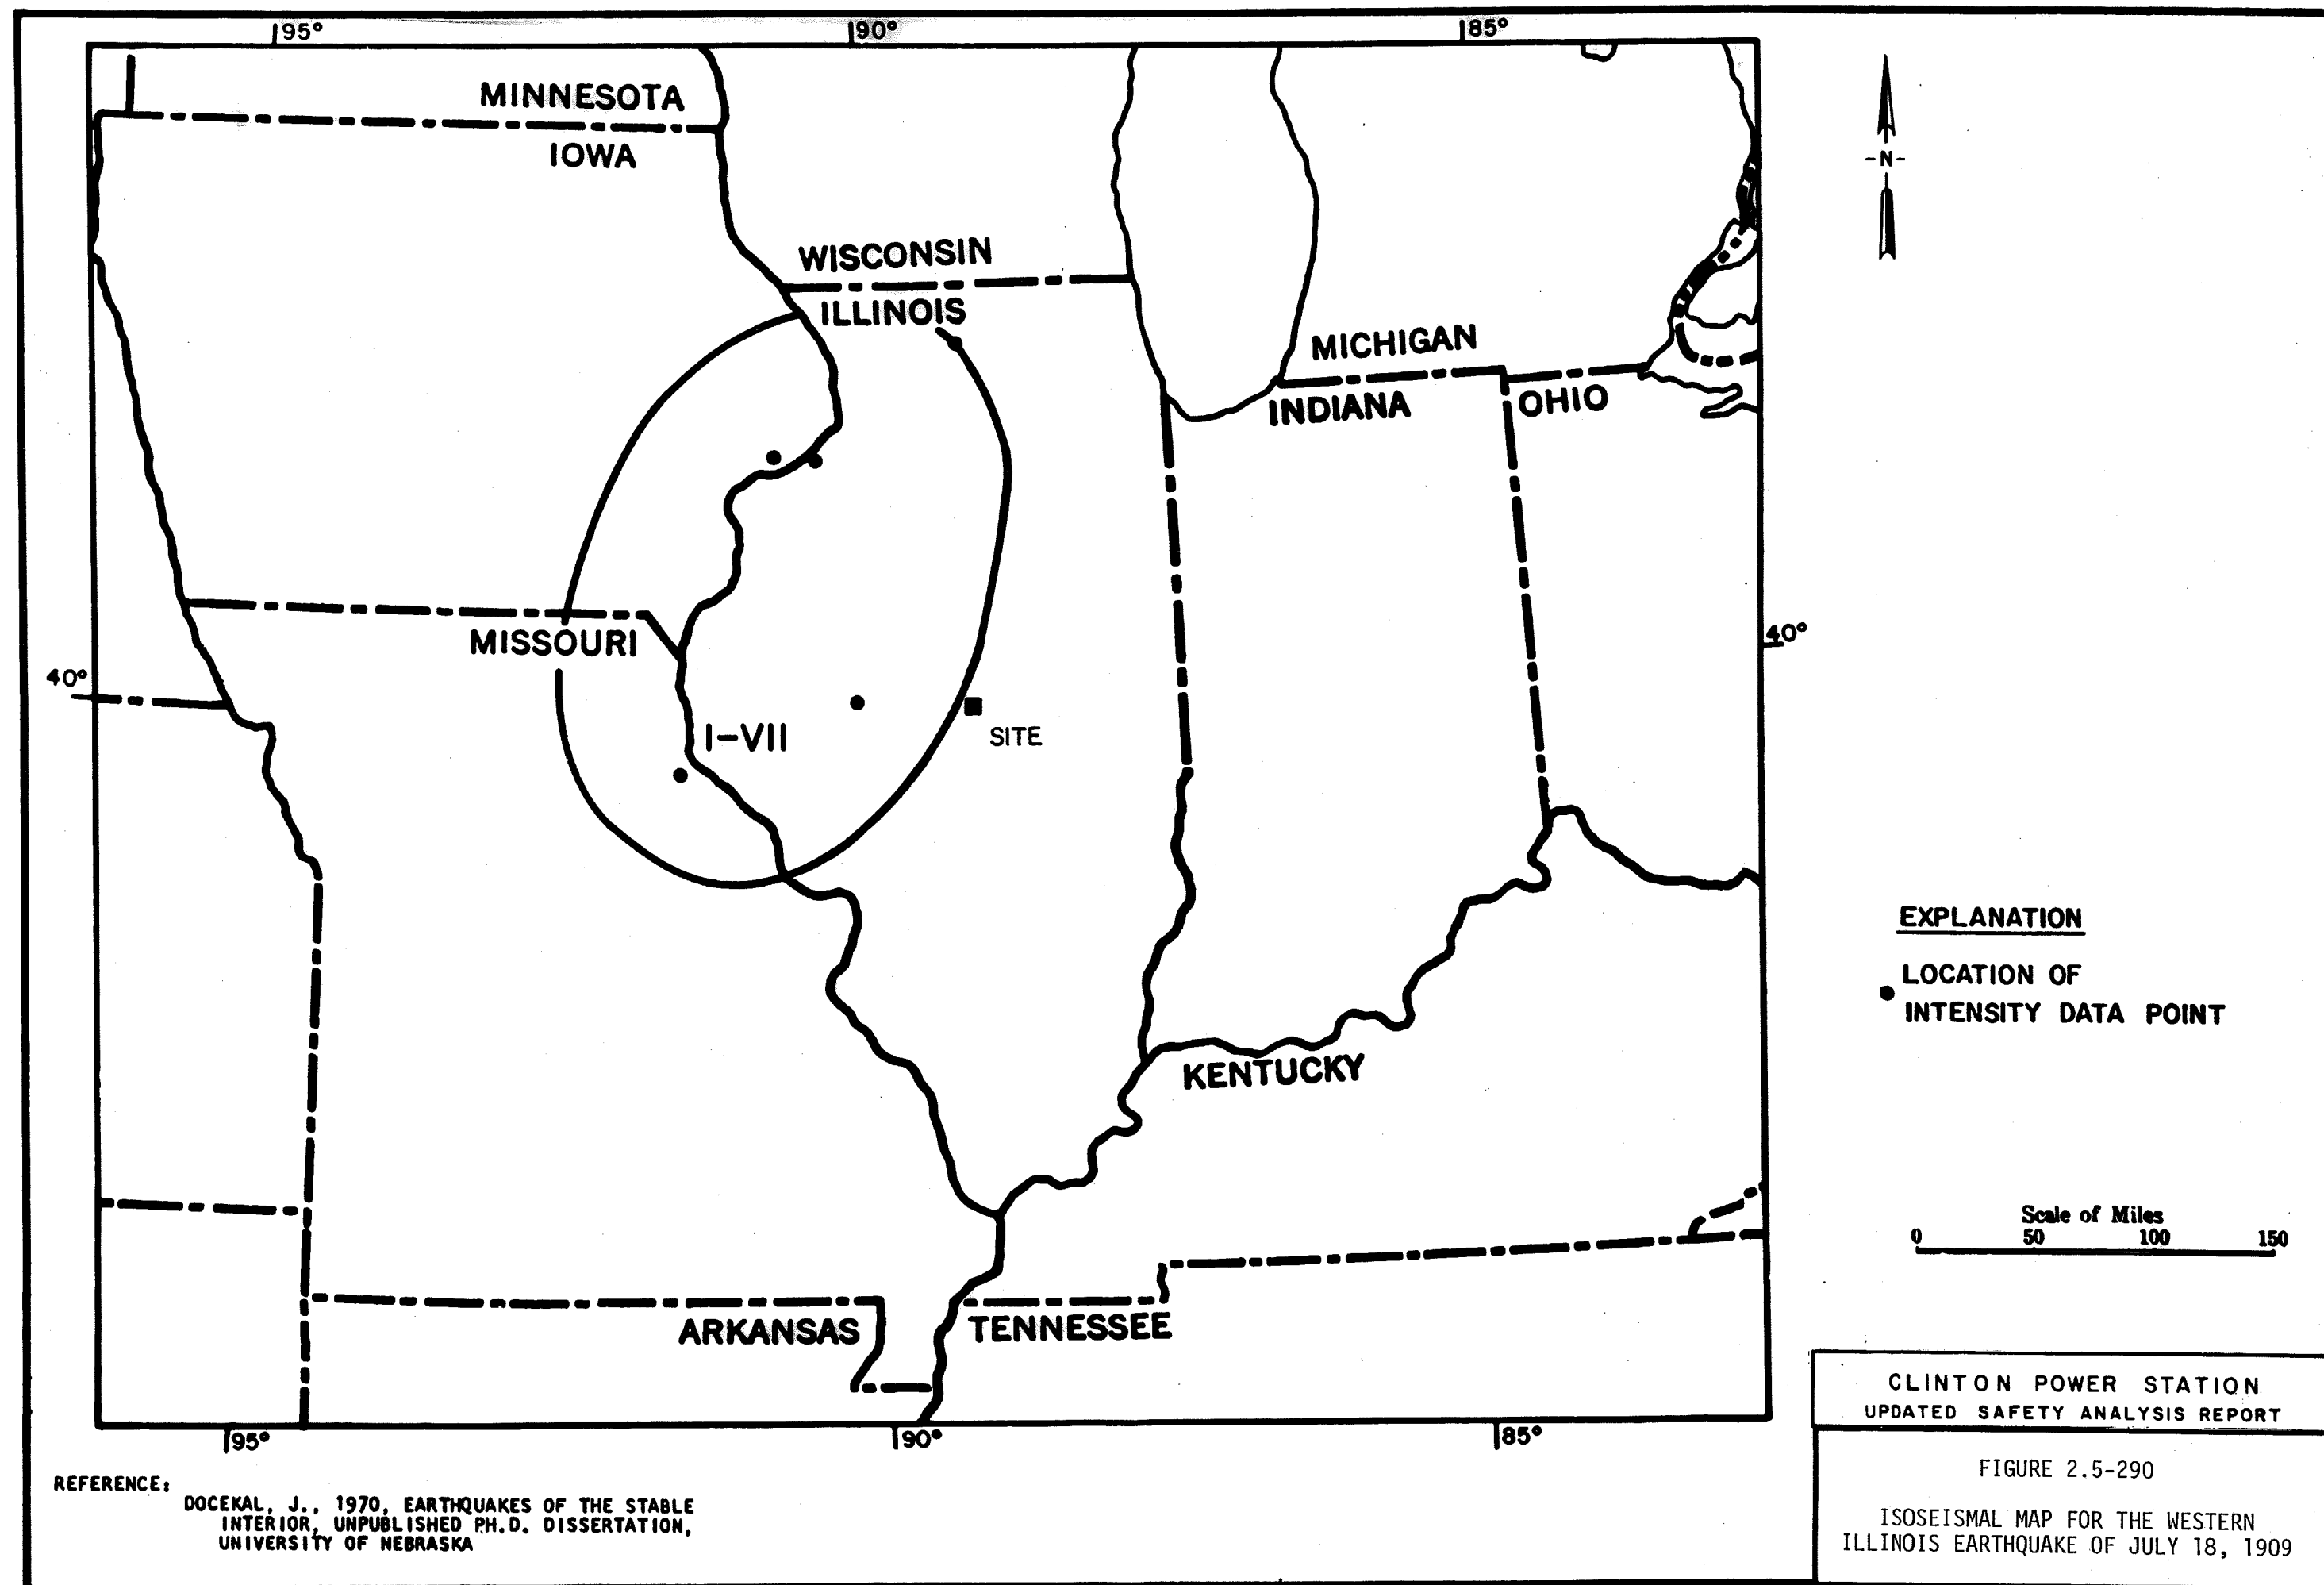 95°
90°
85°
MINNESOTA
IOWA
-N-
WISCONSIN
ILLINOIS
MICHIGAN
INDIANA
OHIO
MISSOURI
40°
40°
I-VII
SITE
EXPLANATION
LOCATION OF
INTENSITY DATA POINT
KENTUCKY
Scale of Miles
0 50 100 150
ARKANSAS
TENNESSEE
95°
90°
85°
CLINTON POWER STATION
UPDATED SAFETY ANALYSIS REPORT
FIGURE 2.5-290
ISOSEISMAL MAP FOR THE WESTERN
ILLINOIS EARTHQUAKE OF JULY 18, 1909
REFERENCE:
DOCEKAL, J., 1970, EARTHQUAKES OF THE STABLE
INTERIOR, UNPUBLISHED PH.D. DISSERTATION,
UNIVERSITY OF NEBRASKA